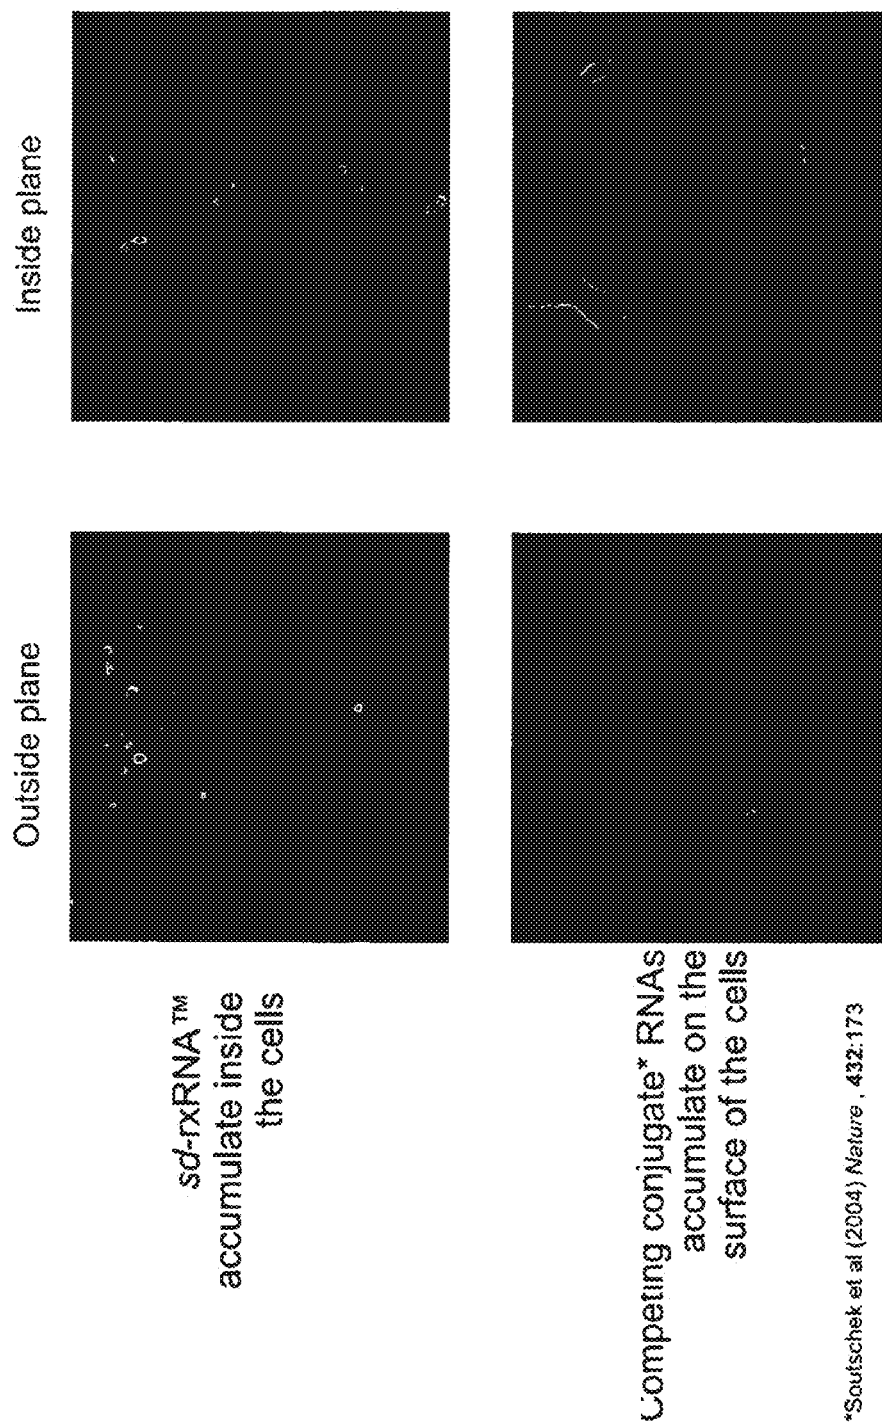 Outside plane
Inside plane
sd-rxRNA™
accumulate inside
the cells
Competing conjugate* RNAs
accumulate on the
surface of the cells
*Soutschek et al (2004) Nature , 432:173